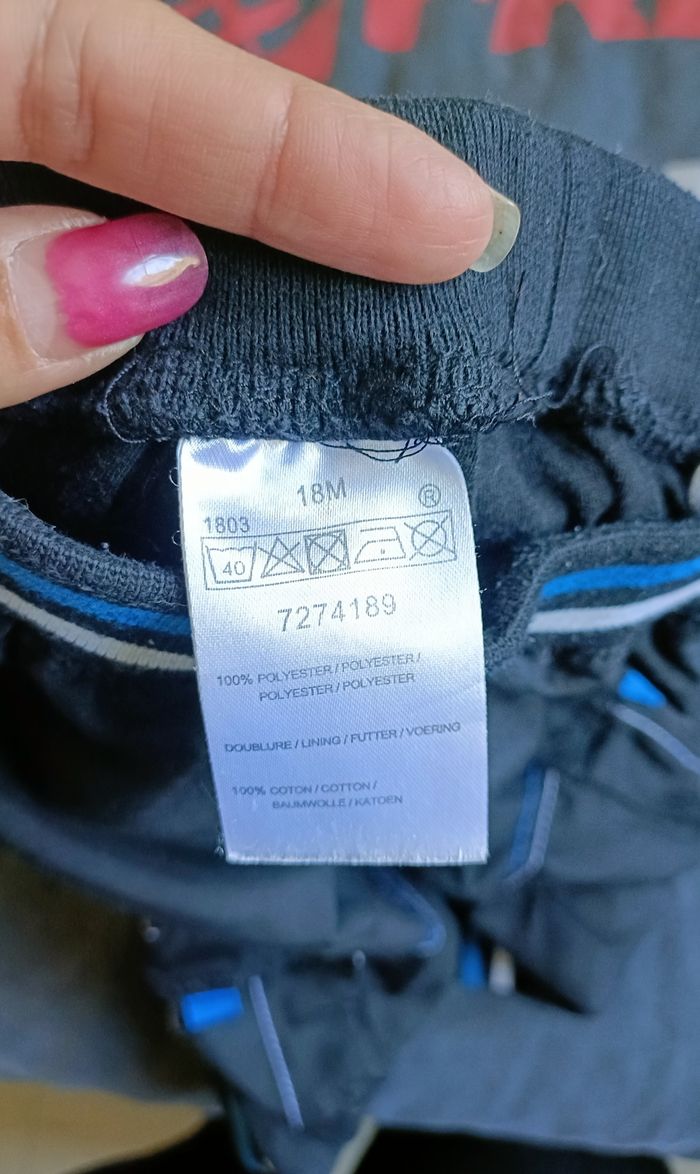 18M
®
1803
40
7274189
100% POLYESTER / POLYESTER /
POLYESTER / POLYESTER
DOUBLURE / LINING / FUTTER / VOERING
100% COTON / COTTON /
BAUMWOLLE / KATOEN